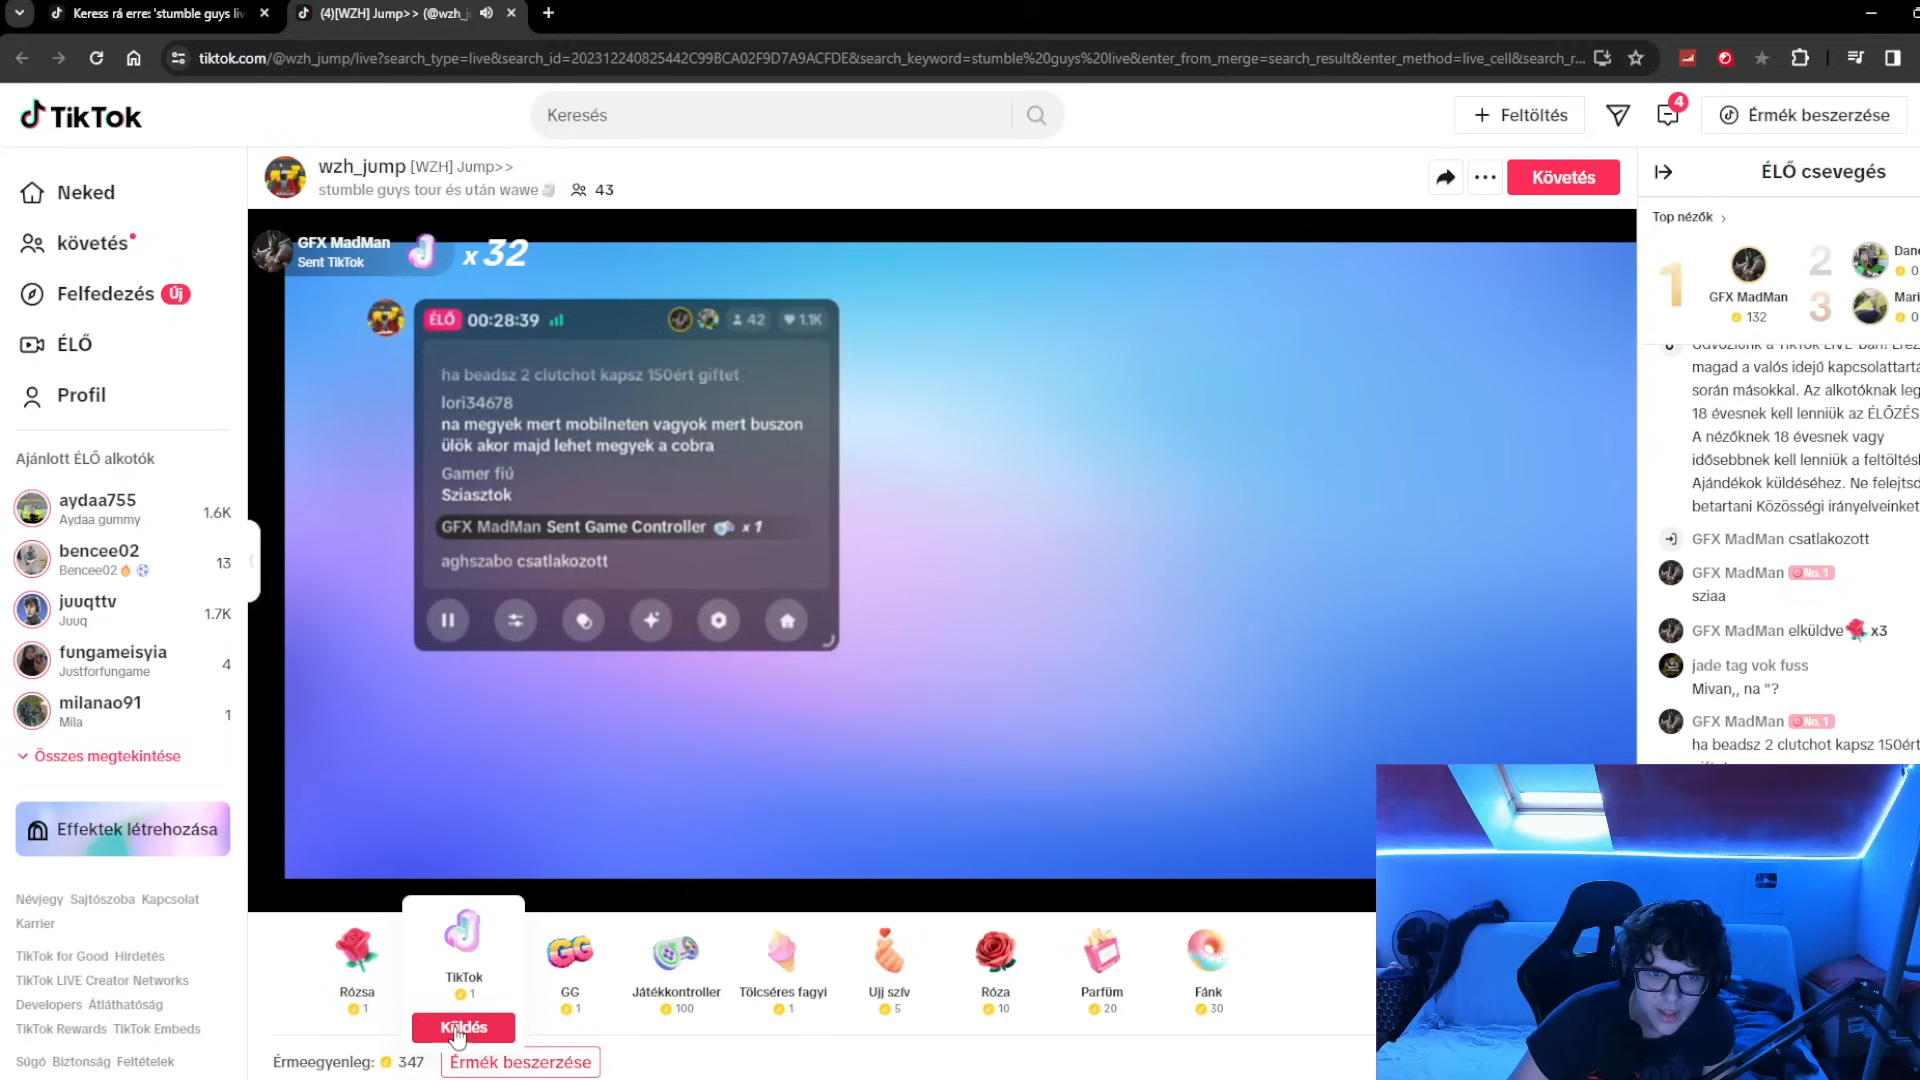 Keress rá erre: 'stumble guys liv
(4)[WZH] Jump>> (@wzh_ju
tiktok.com/@wzh_jump/live?search_type=live&search_id=202312240825442C99BCA02F9D7A9ACFDE&search_keyword=stumble%20guys%20live&enter_from_merge=search_result&enter_method=live_cell&search_r...
TikTok
Keresés
Feltöltés
4
Érmék beszerzése
Neked
követés
Felfedezés Új
ÉLŐ
Profil
Ajánlott ÉLŐ alkotók
aydaa755
Aydaa gummy
1.6K
bencee02
Bencee02
13
juuqttv
Juuq
1.7K
fungameisyia
Justforfungame
4
milanao91
Mila
1
Összes megtekintése
Effektek létrehozása
Névjegy Sajtószoba Kapcsolat
Karrier
TikTok for Good Hirdetés
TikTok LIVE Creator Networks
Developers Átláthatóság
TikTok Rewards TikTok Embeds
Súgó Biztonság Feltételek
wzh_jump [WZH] Jump>>
stumble guys tour és után wawe
43
Követés
GFX MadMan
Sent TikTok
x 32
ÉLŐ 00:28:39
42
1.1K
ha beadsz 2 clutchot kapsz 150ért giftet
lori34678
na megyek mert mobilneten vagyok mert buszon
ülök akor majd lehet megyek a cobra
Gamer fiú
Sziasztok
GFX MadMan Sent Game Controller x 1
aghszabo csatlakozott
Rózsa
1
TikTok
1
Küldés
GG
1
Játékkontroller
100
Tölcséres fagyi
1
Ujj szív
5
Róza
10
Parfüm
20
Fánk
30
Érmeegyenleg: 347
Érmék beszerzése
ÉLŐ csevegés
Top nézők
1
GFX MadMan
132
2
0
3
Mari
0
magad a valós idejű kapcsolattartá
során másokkal. Az alkotóknak leg
18 évesnek kell lenniük az ÉLŐZÉS
A nézőknek 18 évesnek vagy
idősebbnek kell lenniük a feltöltésl
Ajándékok küldéséhez. Ne felejtsd
betartani Közösségi irányelveinket
GFX MadMan csatlakozott
GFX MadMan No. 1
sziaa
GFX MadMan elküldve x3
jade tag vok fuss
Mivan,, na "?
GFX MadMan No. 1
ha beadsz 2 clutchot kapsz 150ért